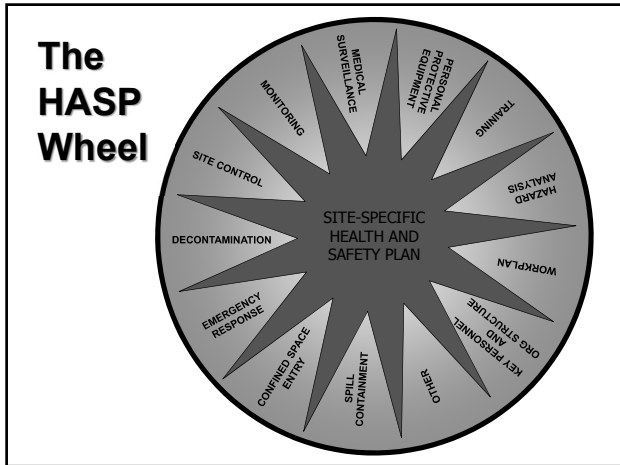 The
HASP
Wheel
MEDICAL
SURVEILLANCE
PERSONAL
PROTECTIVE
EQUIPMENT
TRAINING
HAZARD
ANALYSIS
WORKPLAN
KEY PERSONNEL
AND
ORG STRUCTURE
OTHER
SPILL
CONTAINMENT
CONFINED SPACE
ENTRY
EMERGENCY
RESPONSE
DECONTAMINATION
SITE CONTROL
MONITORING
SITE-SPECIFIC
HEALTH AND
SAFETY PLAN